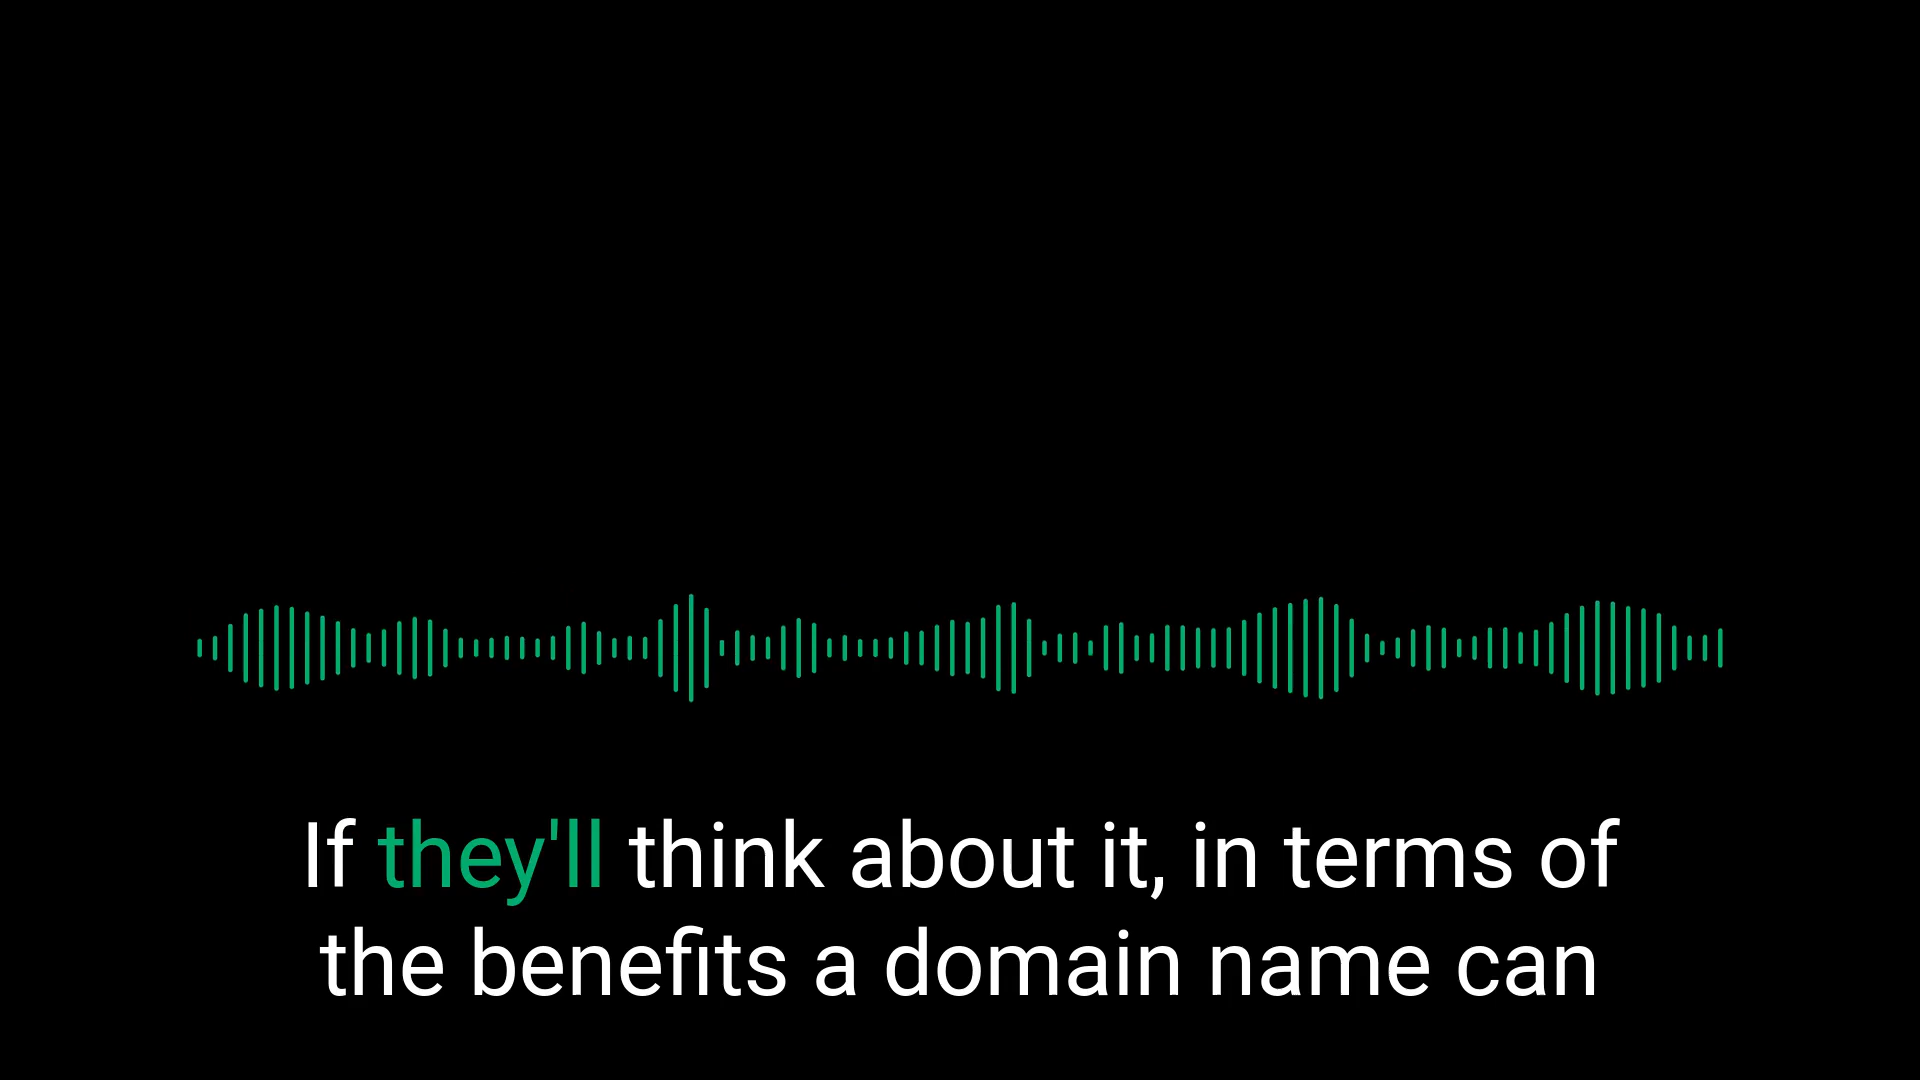 If they'll think about it, in terms of
the benefits a domain name can